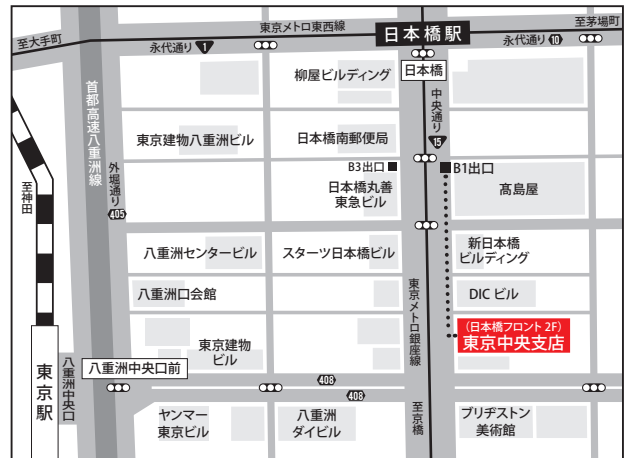 東京メトロ東西線
至大手町
永代通り
1
日本橋駅
至茅場町
永代通り
10
日本橋
柳屋ビルディング
中央通り
15
首都高速八重洲線
東京建物八重洲ビル
日本橋南郵便局
外堀通り
405
B3出口
B1出口
日本橋丸善
東急ビル
髙島屋
至神田
八重洲センタービル
スターツ日本橋ビル
新日本橋
ビルディング
八重洲口会館
東京メトロ銀座線
DIC ビル
(日本橋フロント 2F)
東京中央支店
東京建物
ビル
東京駅
八重洲中央口
八重洲中央口前
408
408
至京橋
ヤンマー
東京ビル
八重洲
ダイビル
ブリヂストン
美術館